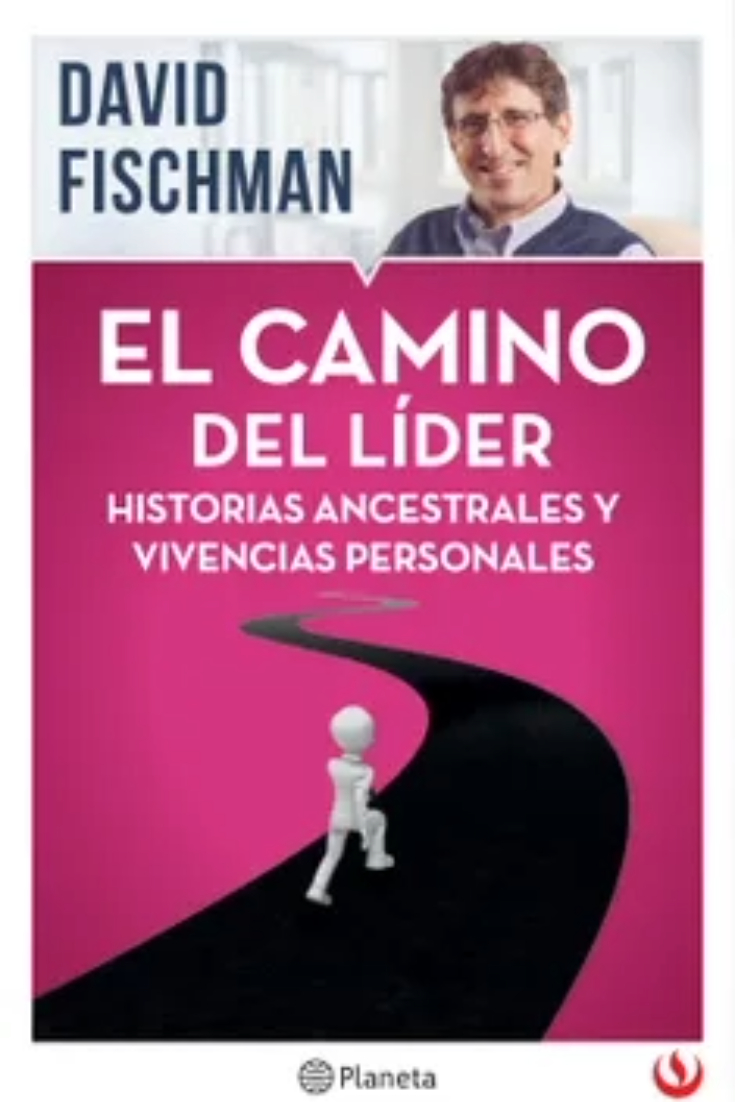 DAVID
FISCHMAN
EL CAMINO
DEL LÍDER
HISTORIAS ANCESTRALES Y
VIVENCIAS PERSONALES
Planeta